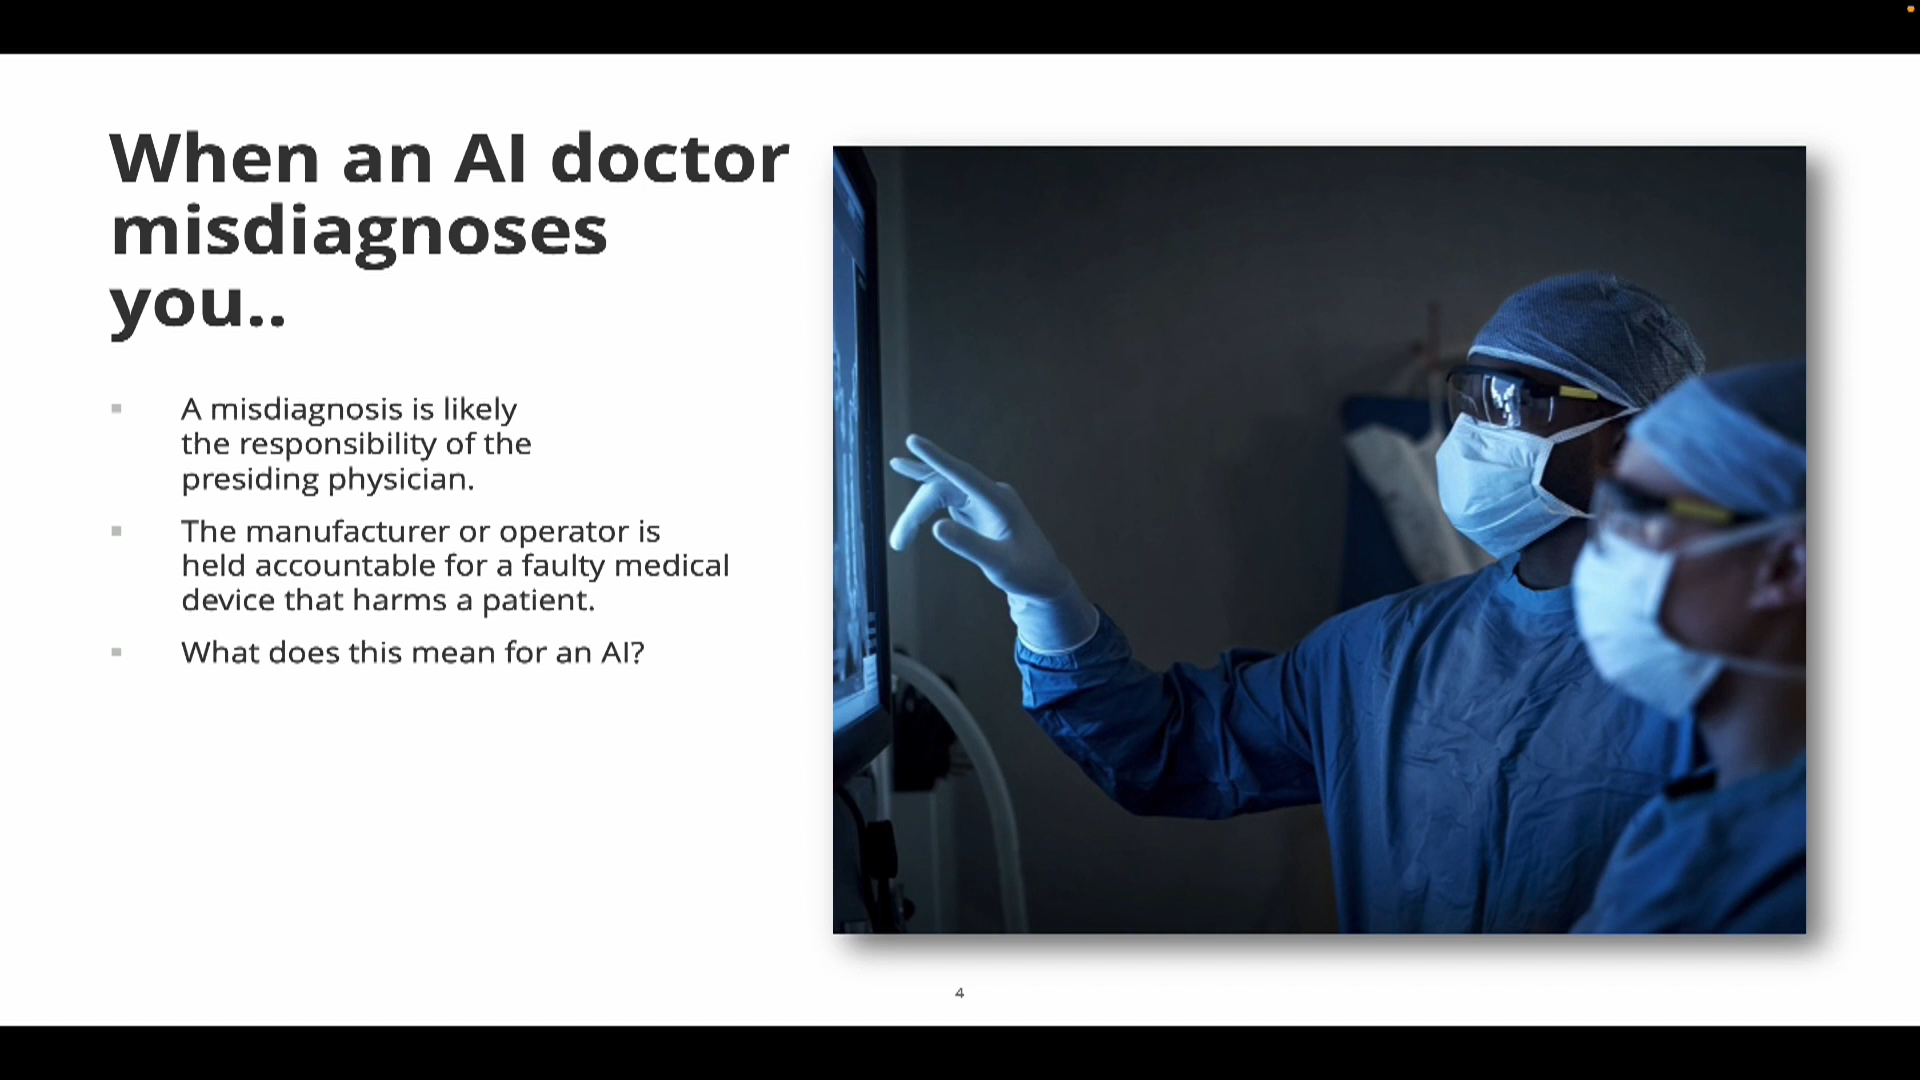 When an AI doctor
misdiagnoses
you..
▪ A misdiagnosis is likely
the responsibility of the
presiding physician.
▪ The manufacturer or operator is
held accountable for a faulty medical
device that harms a patient.
▪ What does this mean for an AI?
4